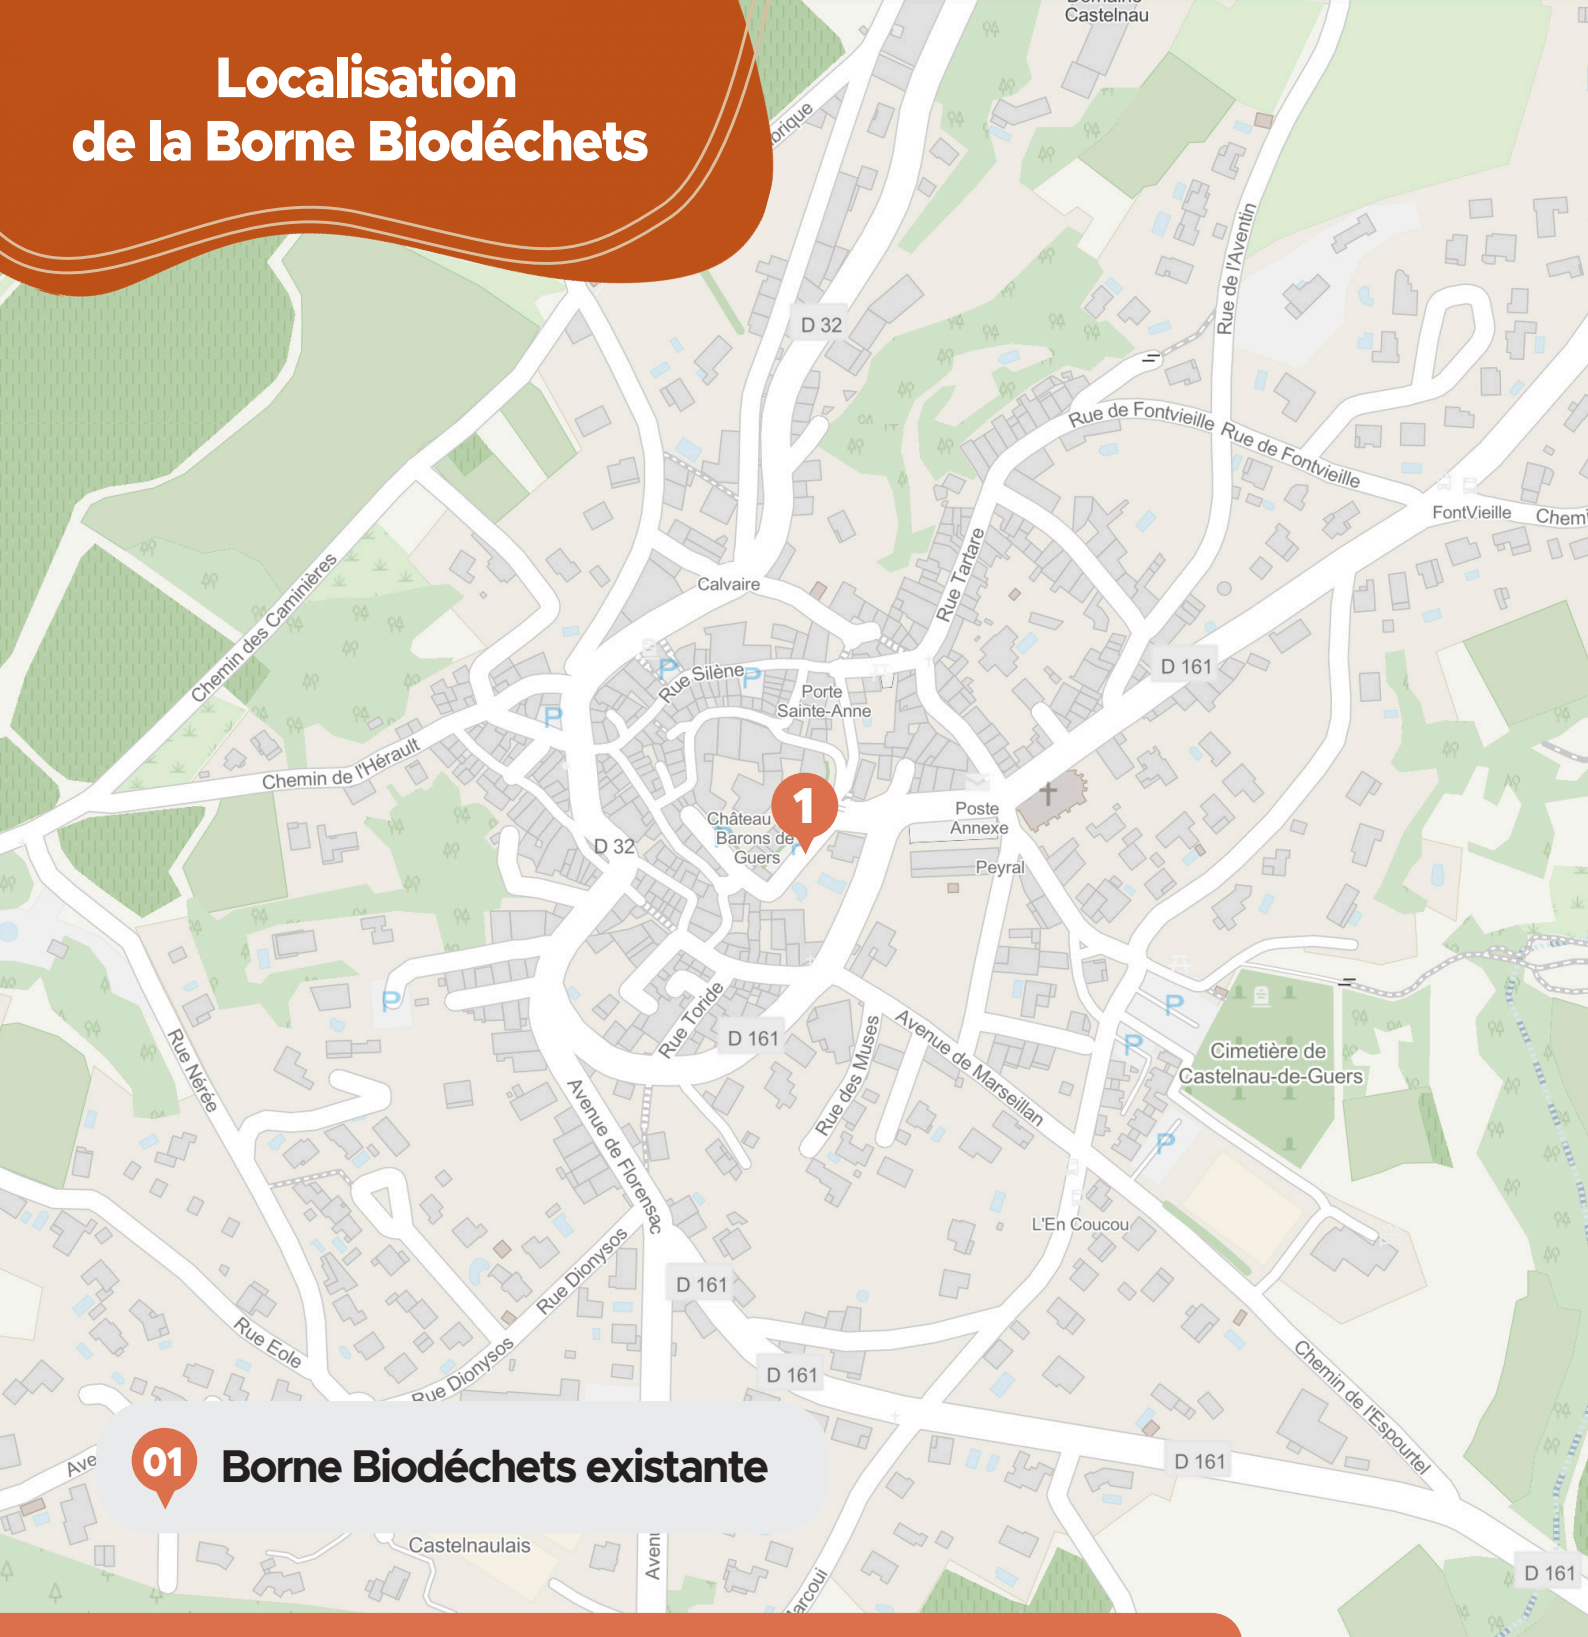 Localisation
de la Borne Biodéchets
Castelnau
D 32
Rue de l'Aventin
Rue de Fontvieille
Rue de Fontvieille
FontVieille
Rue Tartare
Calvaire
Chemin des Caminières
D 161
Rue Silène
P
P
P
Porte
Sainte-Anne
Chemin de l'Hérault
1
Château
Barons de
Guers
Poste
Annexe
Peyral
D 32
P
Rue Toride
D 161
Rue des Muses
Avenue de Marseillan
P
P
P
Cimetière de
Castelnau-de-Guers
Rue Nérée
Avenue de Florensac
L'En Coucou
Rue Dionysos
D 161
Rue Eole
Rue Dionysos
D 161
Chemin de l'Espourtel
01 Borne Biodéchets existante
D 161
Castelnaulais
D 161